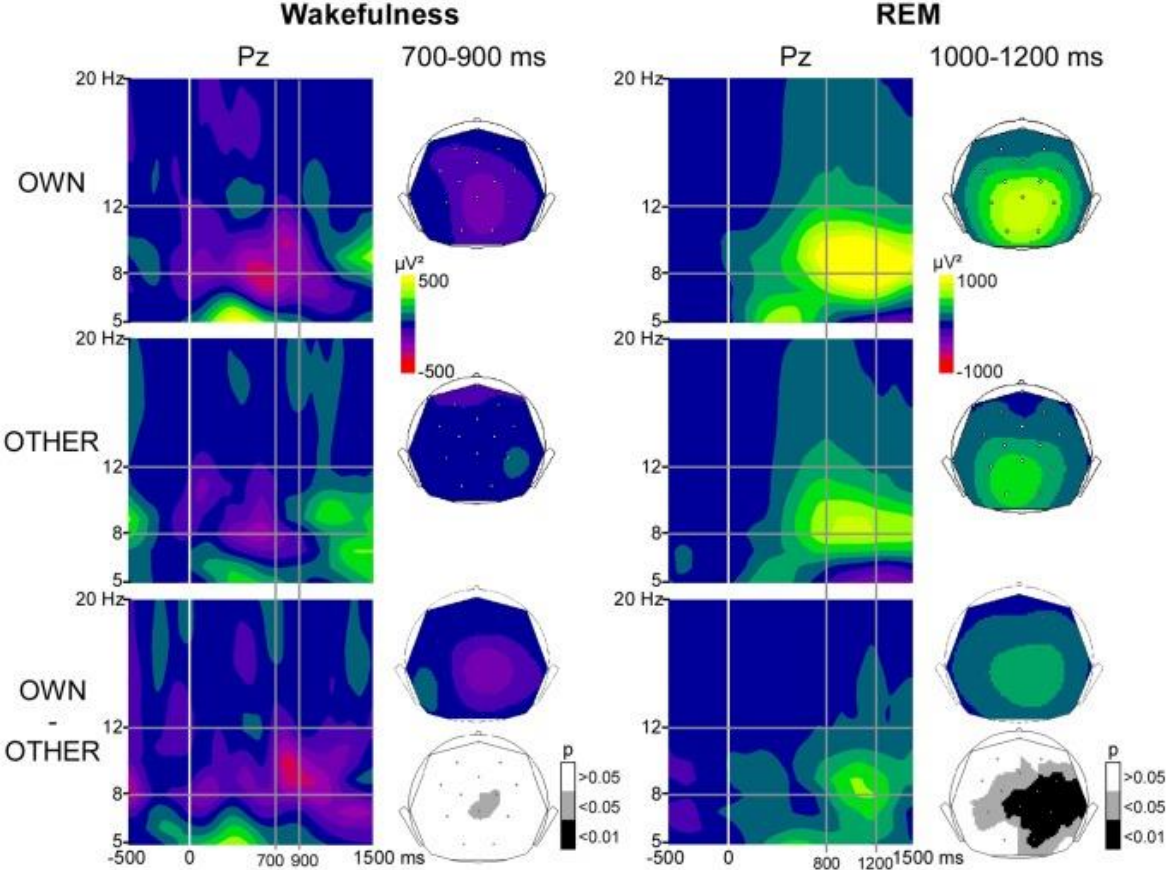 Wakefulness REM
Pz 700-900 ms Pz 1000-1200 ms
20 Hz 20 Hz
OWN
12 12
µV² µV²
8 500 8 1000
5 5
20 Hz -500 20 Hz -1000
OTHER
12 12
8 8
5 5
20 Hz 20 Hz
OWN
-
OTHER
12 12
p p
>0.05 >0.05
8 <0.05 8 <0.05
<0.01 <0.01
5 5
-500 0 700 900 1500 ms -500 0 800 1200 1500 ms